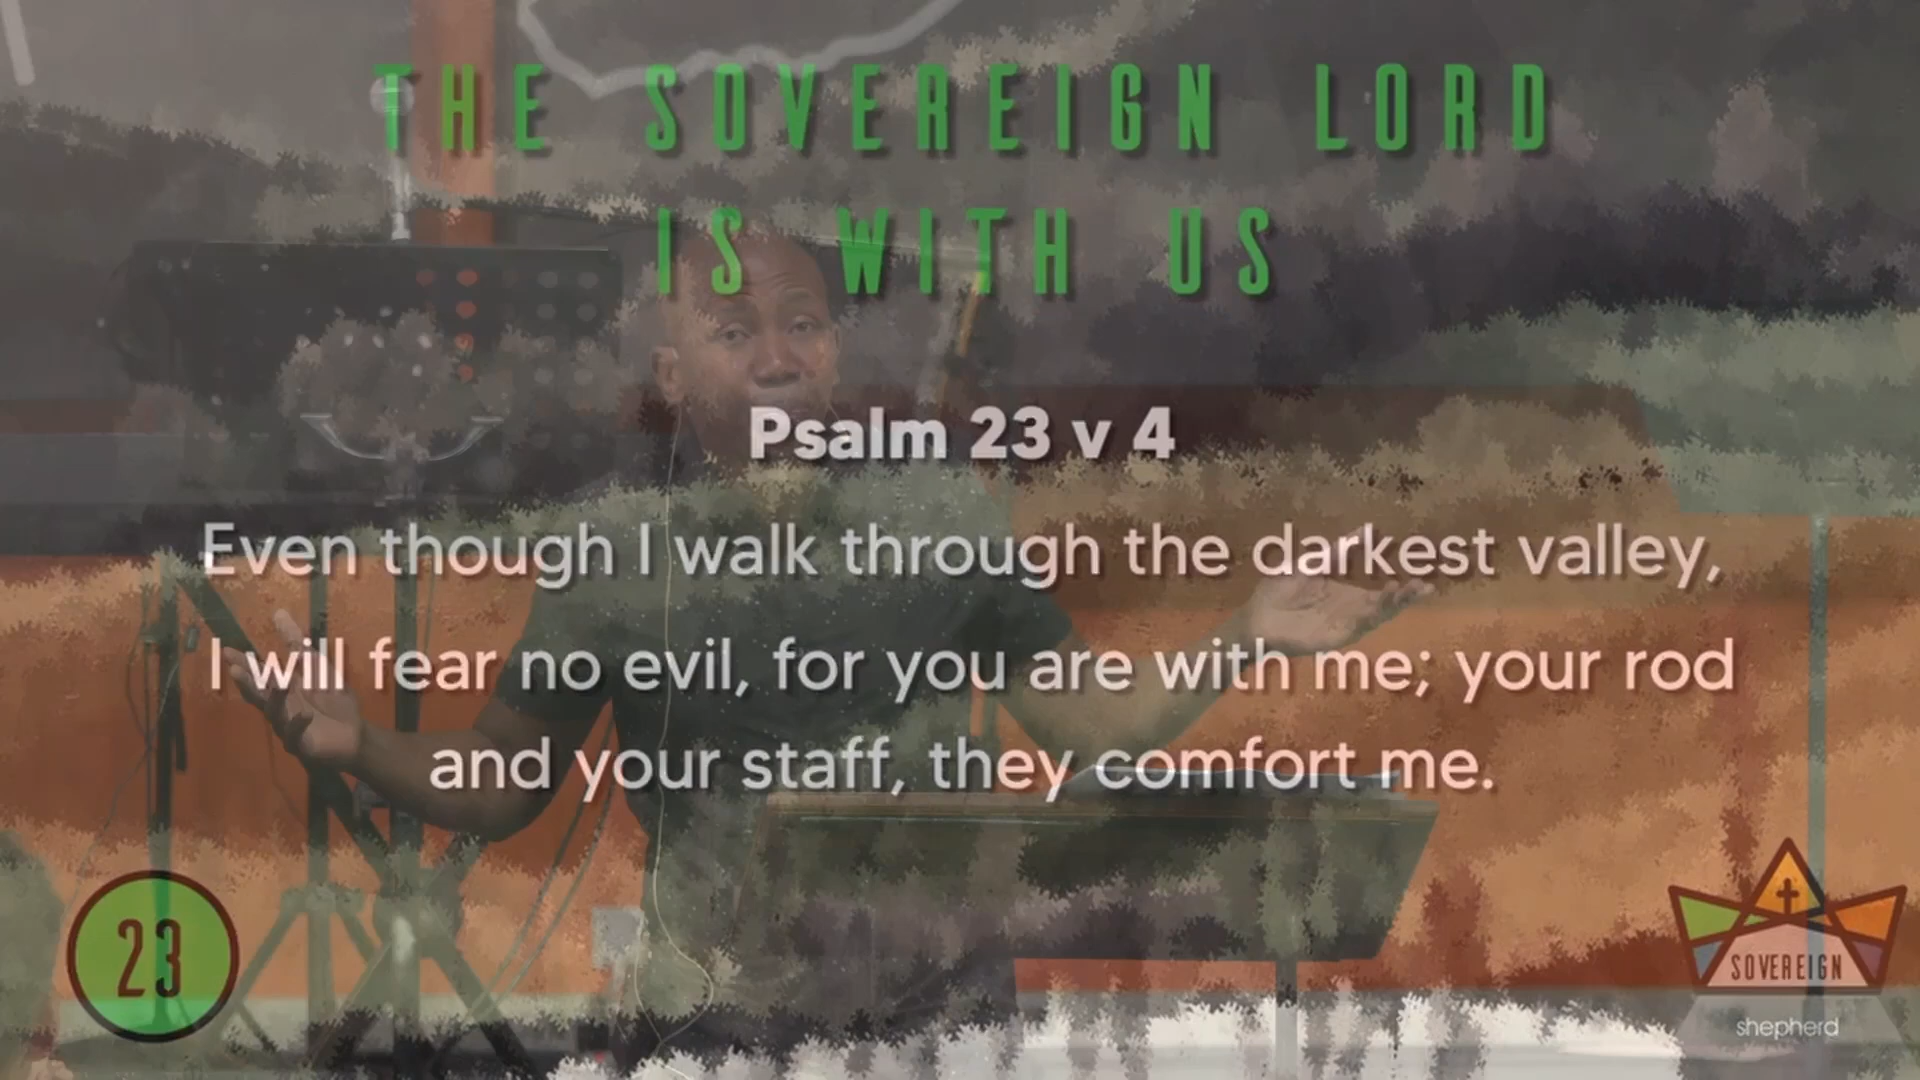 THE SOVEREIGN LORD
IS WITH US
Psalm 23 v 4
Even though I walk through the darkest valley,
I will fear no evil, for you are with me; your rod
and your staff, they comfort me.
23
SOVEREIGN
shepherd